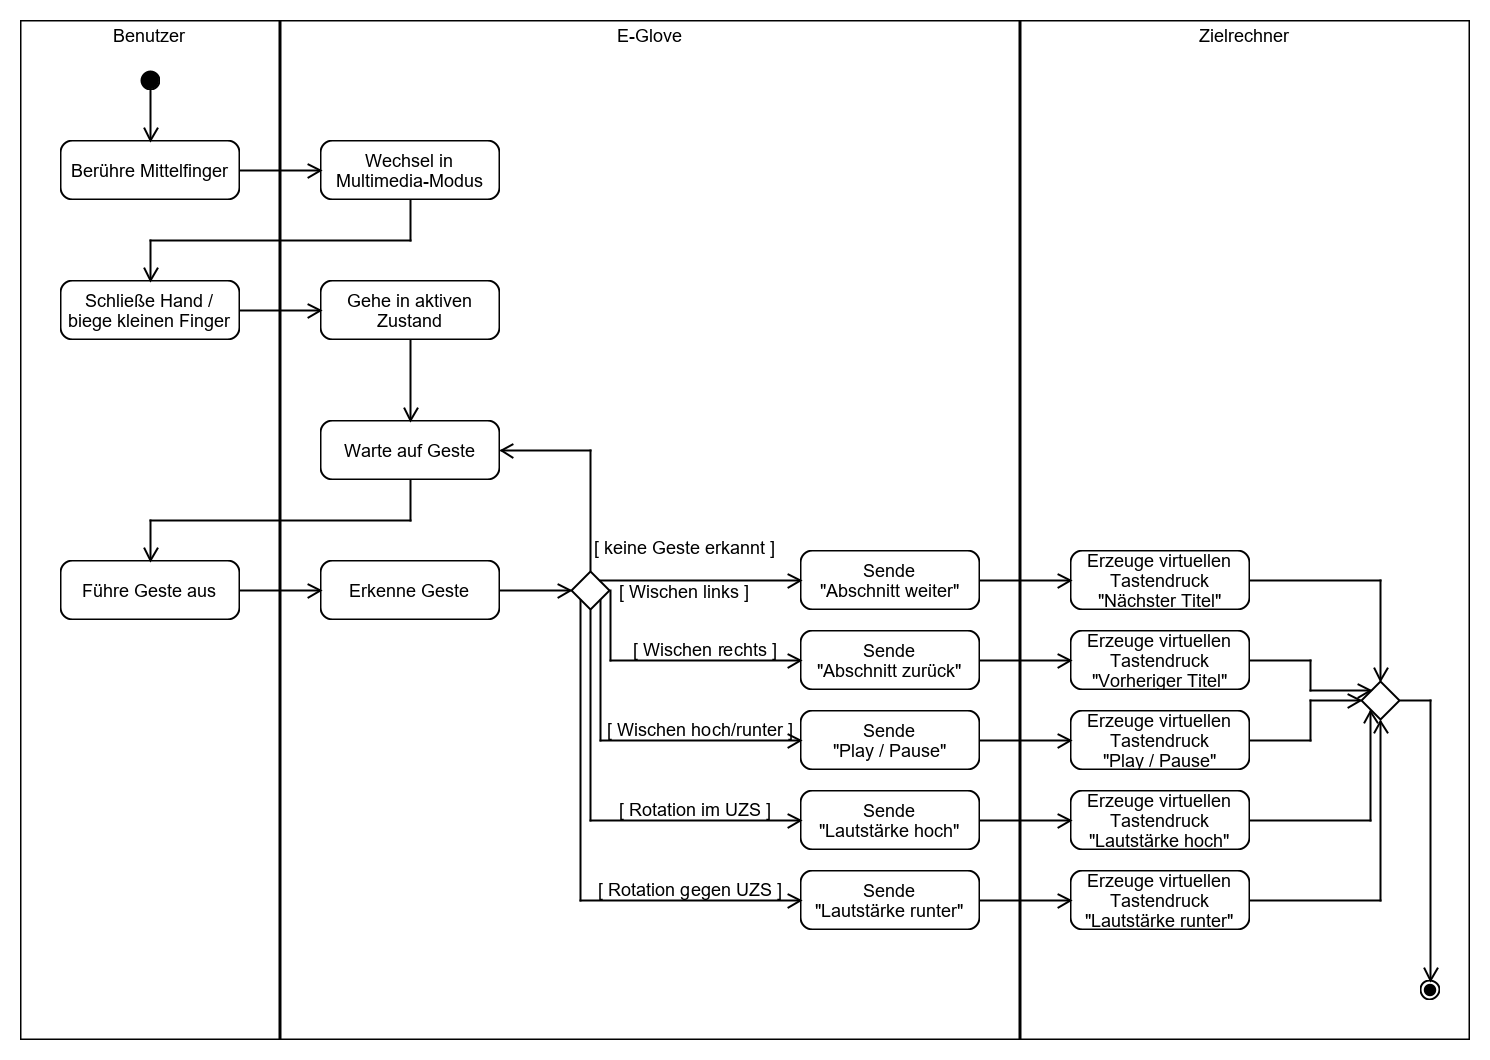 Benutzer
E-Glove
Zielrechner
Berühre Mittelfinger
Wechsel in
Multimedia-Modus
Schließe Hand /
biege kleinen Finger
Gehe in aktiven
Zustand
Warte auf Geste
Führe Geste aus
Erkenne Geste
[ keine Geste erkannt ]
[ Wischen links ]
Sende
"Abschnitt weiter"
Erzeuge virtuellen
Tastendruck
"Nächster Titel"
[ Wischen rechts ]
Sende
"Abschnitt zurück"
Erzeuge virtuellen
Tastendruck
"Vorheriger Titel"
[ Wischen hoch/runter ]
Sende
"Play / Pause"
Erzeuge virtuellen
Tastendruck
"Play / Pause"
[ Rotation im UZS ]
Sende
"Lautstärke hoch"
Erzeuge virtuellen
Tastendruck
"Lautstärke hoch"
[ Rotation gegen UZS ]
Sende
"Lautstärke runter"
Erzeuge virtuellen
Tastendruck
"Lautstärke runter"